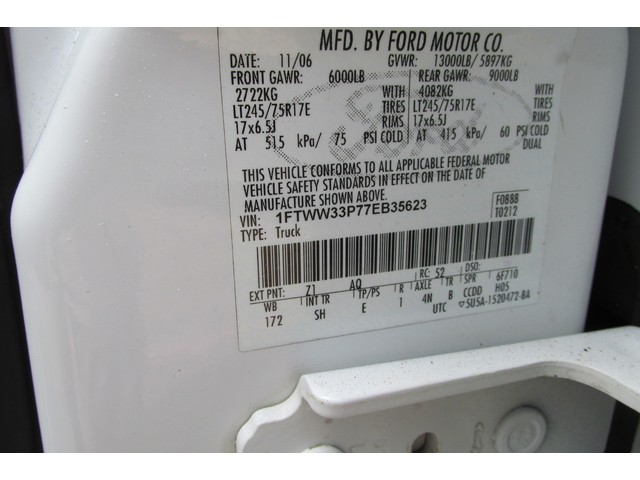 MFD. BY FORD MOTOR CO.
DATE: 11/06 GVWR: 13000LB/ 5897KG
FRONT GAWR: 6000LB REAR GAWR: 9000LB
2722KG WITH 4082KG WITH
LT245/75R17E TIRES LT245/75R17E TIRES
17x6.5J RIMS 17x6.5J RIMS
AT 515 kPa/ 75 PSI COLD AT 415 kPa/ 60 PSI COLD
DUAL
THIS VEHICLE CONFORMS TO ALL APPLICABLE FEDERAL MOTOR
VEHICLE SAFETY STANDARDS IN EFFECT ON THE DATE OF
MANUFACTURE SHOWN ABOVE.
VIN: 1FTWW33P77EB35623 F0888
TYPE: Truck T0212
EXT PNT: Z1 AQ RC: 52 DSO:
WB INT TR TP/PS R AXLE TR SPR 6F710
172 SH E 1 4N B CCDD H05
UTC ▽5U5A-1520472-BA